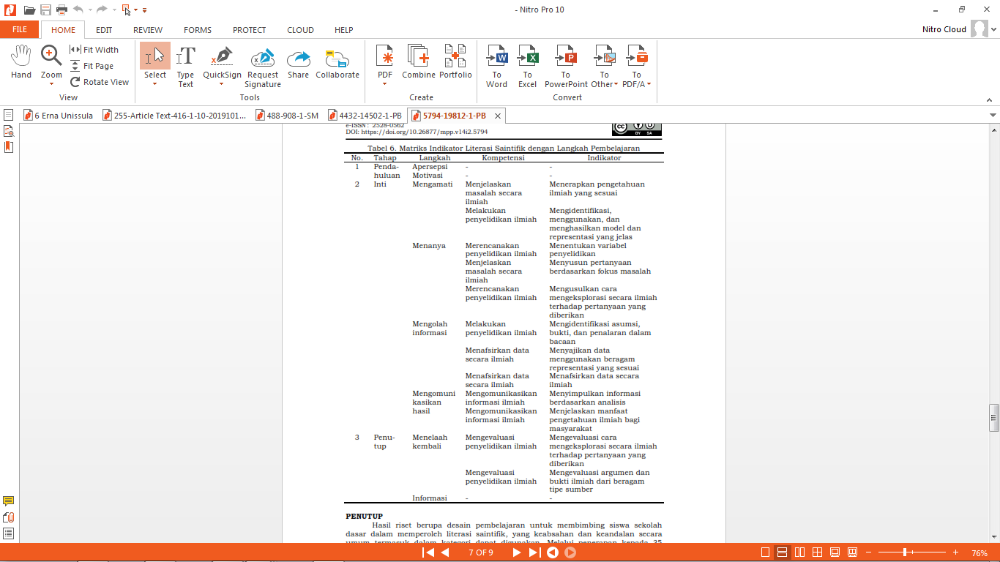 - Nitro Pro 10
FILE HOME EDIT REVIEW FORMS PROTECT CLOUD HELP
Nitro Cloud
Hand Zoom Fit Width Fit Page Rotate View
View
Select Type Text QuickSign Request Signature Share Collaborate
Tools
PDF Combine Portfolio
Create
To Word To Excel To PowerPoint To Other To PDF/A
Convert
6 Erna Unissula 255-Article Text-416-1-10-2019101... 488-908-1-SM 4432-14502-1-PB 5794-19812-1-PB
e-ISSN : 2528-0562
DOI: https://doi.org/10.26877/mpp.v14i2.5794
CC BY SA
Tabel 6. Matriks Indikator Literasi Saintifik dengan Langkah Pembelajaran
No. Tahap Langkah Kompetensi Indikator
1 Penda- Apersepsi - -
huluan Motivasi - -
2 Inti Mengamati Menjelaskan Menerapkan pengetahuan
masalah secara ilmiah yang sesuai
ilmiah
Melakukan Mengidentifikasi,
penyelidikan ilmiah menggunakan, dan
menghasilkan model dan
representasi yang jelas
Menanya Merencanakan Menentukan variabel
penyelidikan ilmiah penyelidikan
Menjelaskan Menyusun pertanyaan
masalah secara berdasarkan fokus masalah
ilmiah
Merencanakan Mengusulkan cara
penyelidikan ilmiah mengeksplorasi secara ilmiah
terhadap pertanyaan yang
diberikan
Mengolah Melakukan Mengidentifikasi asumsi,
informasi penyelidikan ilmiah bukti, dan penalaran dalam
bacaan
Menafsirkan data Menyajikan data
secara ilmiah menggunakan beragam
representasi yang sesuai
Menafsirkan data Menafsirkan data secara
secara ilmiah ilmiah
Mengomuni Mengomunikasikan Menyimpulkan informasi
kasikan informasi ilmiah berdasarkan analisis
hasil Mengomunikasikan Menjelaskan manfaat
informasi ilmiah pengetahuan ilmiah bagi
masyarakat
3 Penu- Menelaah Mengevaluasi Mengevaluasi cara
tup kembali penyelidikan ilmiah mengeksplorasi secara ilmiah
terhadap pertanyaan yang
diberikan
Mengevaluasi Mengevaluasi argumen dan
penyelidikan ilmiah bukti ilmiah dari beragam
tipe sumber
Informasi - -
PENUTUP
Hasil riset berupa desain pembelajaran untuk membimbing siswa sekolah
dasar dalam memperoleh literasi saintifik, yang keabsahan dan keandalan secara
umum termasuk dalam kategori dapat digunakan. Melalui penerapan kepada 35
7 OF 9
76%